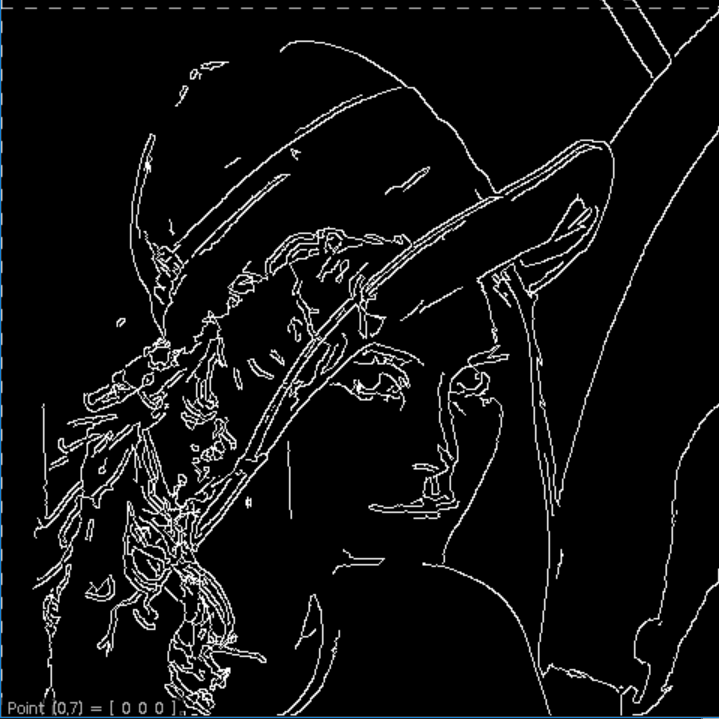 Point (0,7) = [ 0 0 0 ]